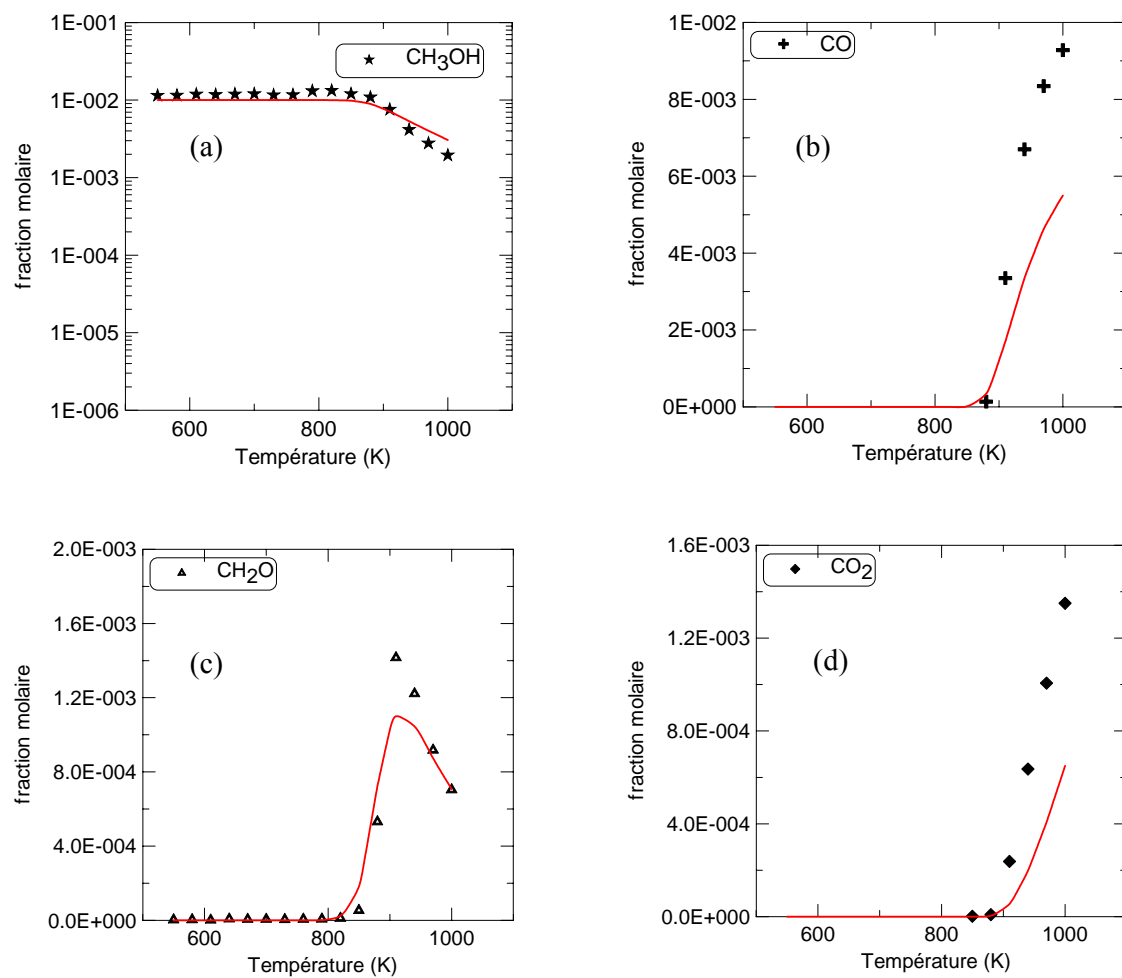 1E-001
CH3OH
1E-002
(a)
1E-003
1E-004
1E-005
1E-006
fraction molaire
600 800 1000
Température (K)
1E-002
CO
8E-003
(b)
6E-003
4E-003
2E-003
0E+000
fraction molaire
600 800 1000
Température (K)
2.0E-003
CH2O
1.6E-003
(c)
1.2E-003
8.0E-004
4.0E-004
0.0E+000
fraction molaire
600 800 1000
Température (K)
1.6E-003
CO2
1.2E-003
(d)
8.0E-004
4.0E-004
0.0E+000
fraction molaire
600 800 1000
Température (K)